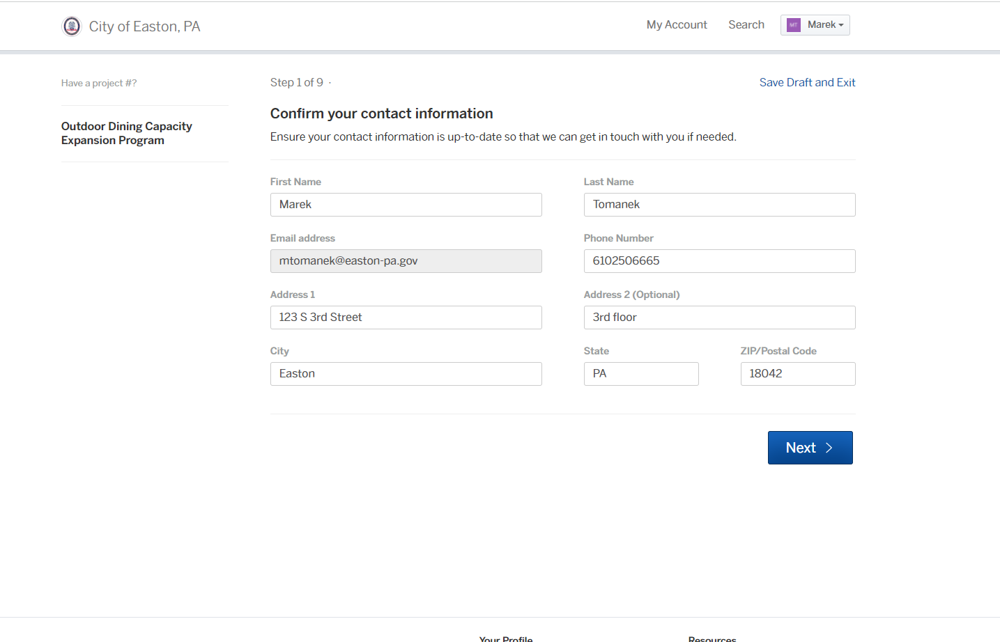 City of Easton, PA
My Account
Search
MT
Marek
Have a project #?
Outdoor Dining Capacity
Expansion Program
Step 1 of 9 ·
Save Draft and Exit
Confirm your contact information
Ensure your contact information is up-to-date so that we can get in touch with you if needed.
First Name
Last Name
Marek
Tomanek
Email address
Phone Number
mtomanek@easton-pa.gov
6102506665
Address 1
Address 2 (Optional)
123 S 3rd Street
3rd floor
City
State
ZIP/Postal Code
Easton
PA
18042
Next
Your Profile
Resources